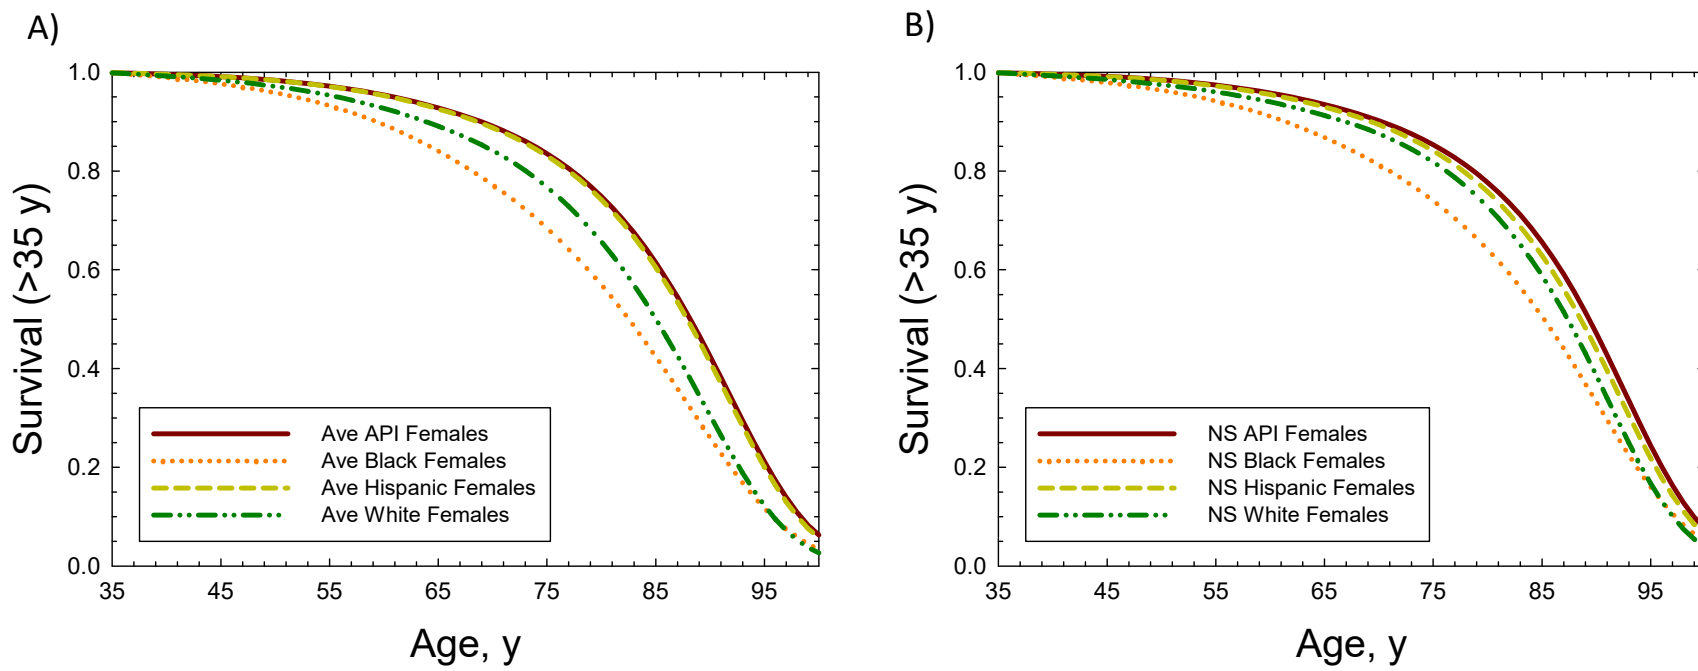 A)
Survival (>35 y)
1.0
0.8
0.6
0.4
0.2
0.0
Ave API Females
Ave Black Females
Ave Hispanic Females
Ave White Females
35 45 55 65 75 85 95
Age, y
B)
Survival (>35 y)
1.0
0.8
0.6
0.4
0.2
0.0
NS API Females
NS Black Females
NS Hispanic Females
NS White Females
35 45 55 65 75 85 95
Age, y